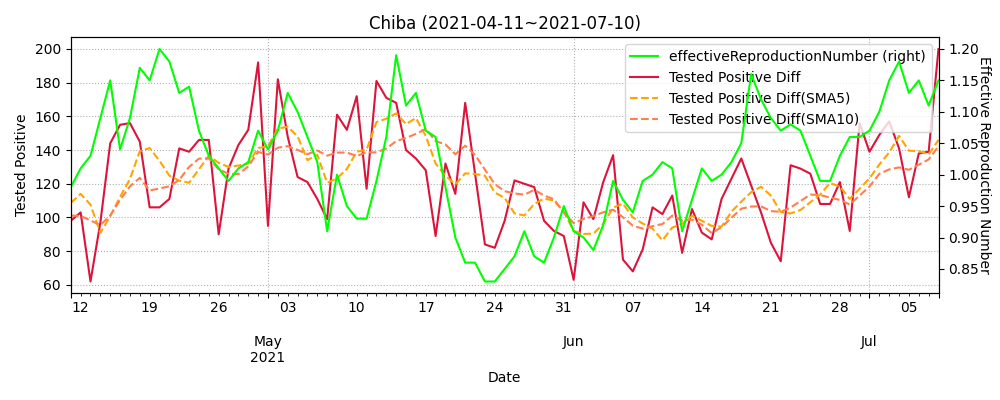 Chiba (2021-04-11~2021-07-10)
effectiveReproductionNumber (right)
Tested Positive Diff
Tested Positive Diff(SMA5)
Tested Positive Diff(SMA10)
Tested Positive
200
180
160
140
120
100
80
60
1.20
1.15
1.10
1.05
1.00
0.95
0.90
0.85
Effective Reproduction Number
12 19 26 03 10 17 24 31 07 14 21 28 05
May Jun Jul
2021
Date